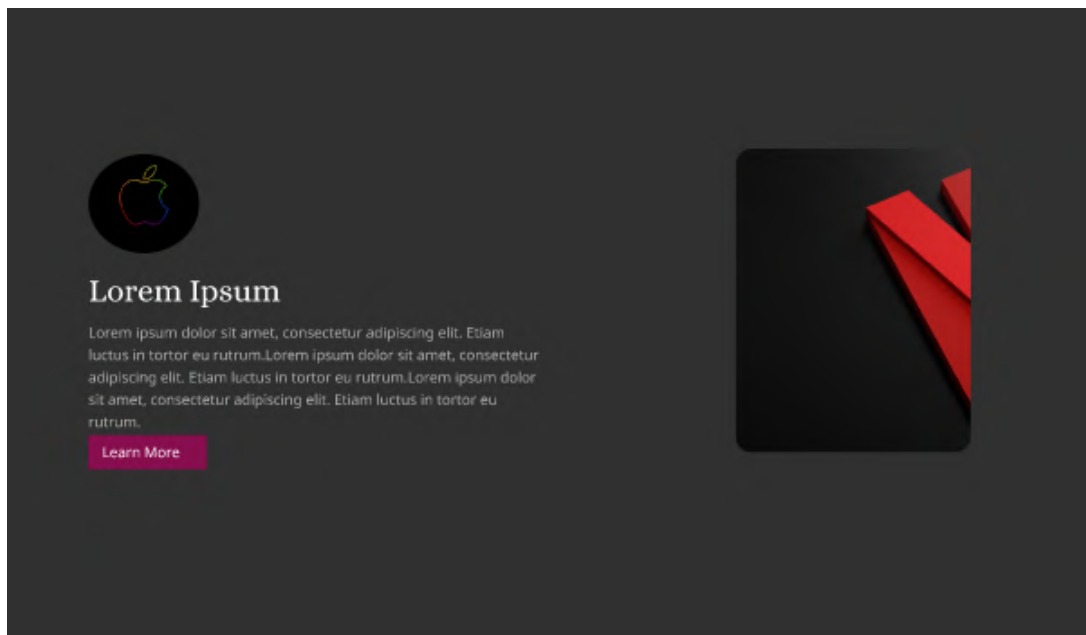 Lorem Ipsum
Lorem ipsum dolor sit amet, consectetur adipiscing elit. Etiam
luctus in tortor eu rutrum.Lorem ipsum dolor sit amet, consectetur
adipiscing elit. Etiam luctus in tortor eu rutrum.Lorem ipsum dolor
sit amet, consectetur adipiscing elit. Etiam luctus in tortor eu
rutrum.
Learn More